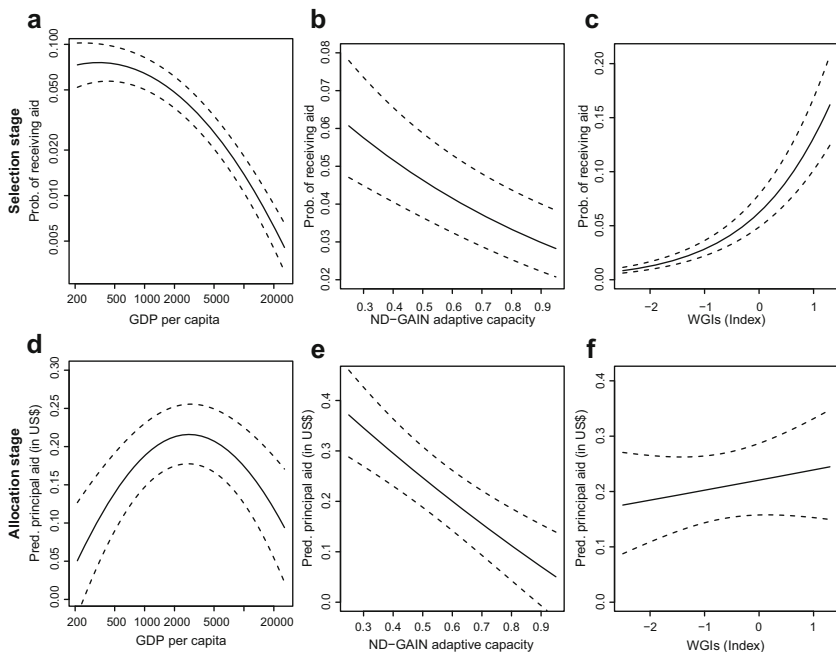 a
b
c
Selection stage
Prob. of receiving aid
0.005 0.010 0.020 0.050 0.100
200 500 1000 2000 5000 20000
GDP per capita
Prob. of receiving aid
0.02 0.03 0.04 0.05 0.06 0.07 0.08
0.3 0.4 0.5 0.6 0.7 0.8 0.9
ND−GAIN adaptive capacity
Prob. of receiving aid
0.00 0.05 0.10 0.15 0.20
−2 −1 0 1
WGIs (Index)
d
e
f
Allocation stage
Pred. principal aid (in US$)
0.00 0.05 0.10 0.15 0.20 0.25 0.30
200 500 1000 2000 5000 20000
GDP per capita
Pred. principal aid (in US$)
0.0 0.1 0.2 0.3 0.4
0.3 0.4 0.5 0.6 0.7 0.8 0.9
ND−GAIN adaptive capacity
Pred. principal aid (in US$)
0.0 0.1 0.2 0.3 0.4
−2 −1 0 1
WGIs (Index)